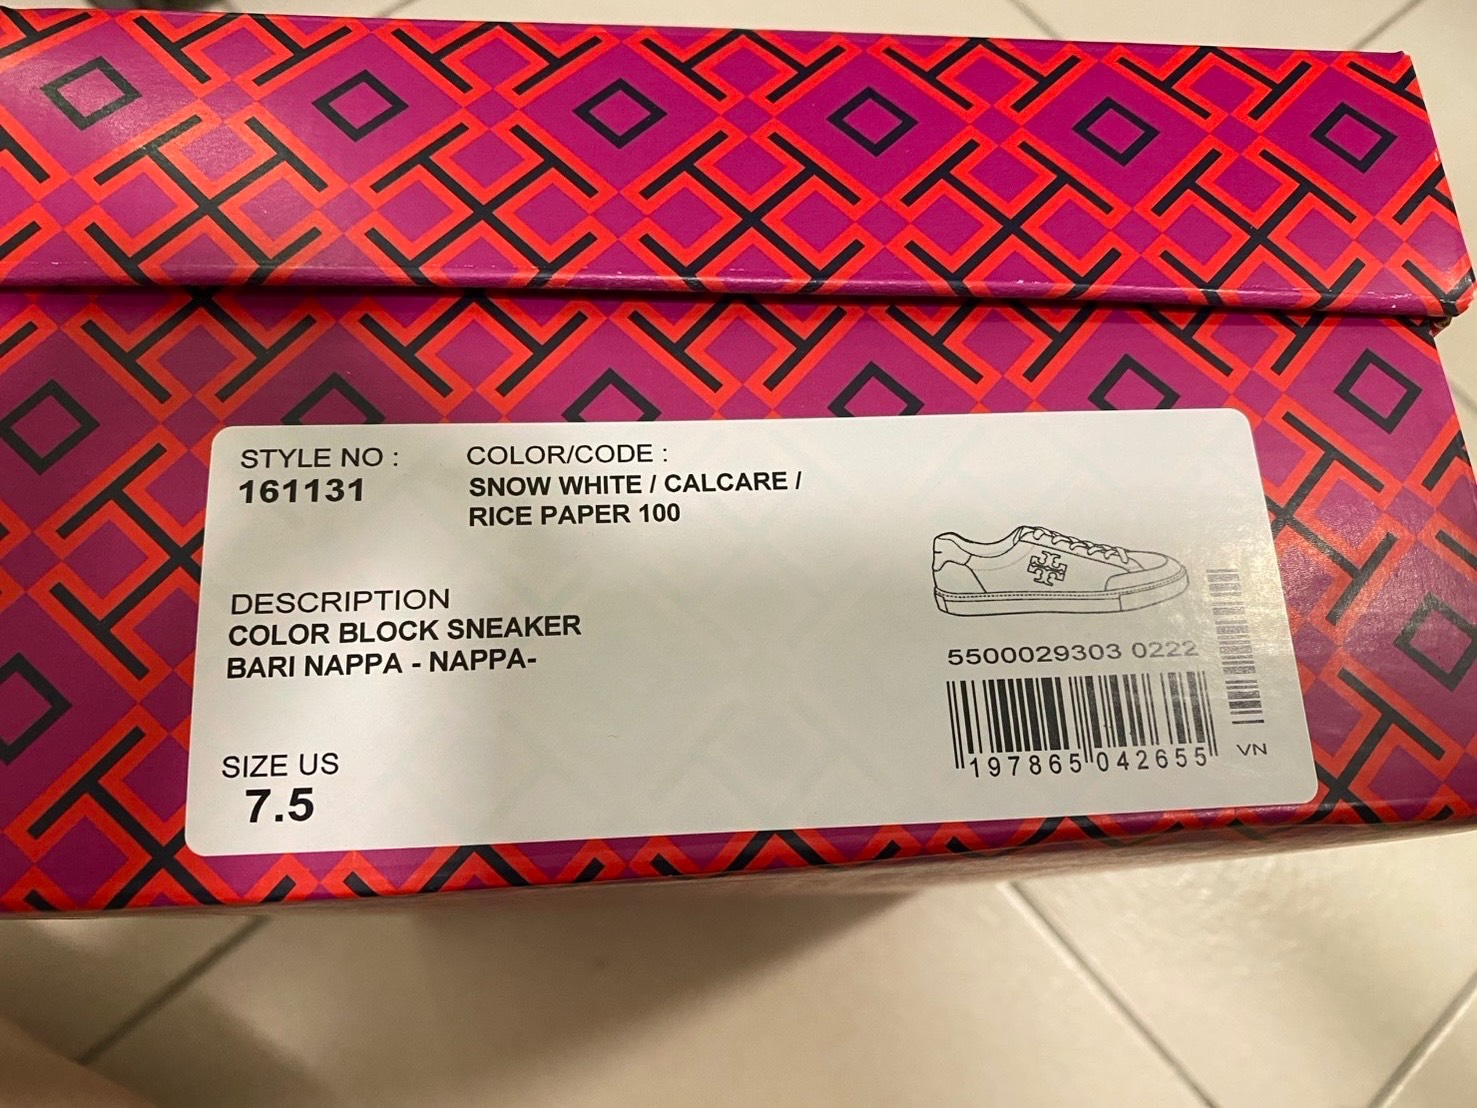 STYLE NO :
161131
COLOR/CODE :
SNOW WHITE / CALCARE /
RICE PAPER 100
DESCRIPTION
COLOR BLOCK SNEAKER
BARI NAPPA - NAPPA-
SIZE US
7.5
5500029303 0222
197865 042655
VN